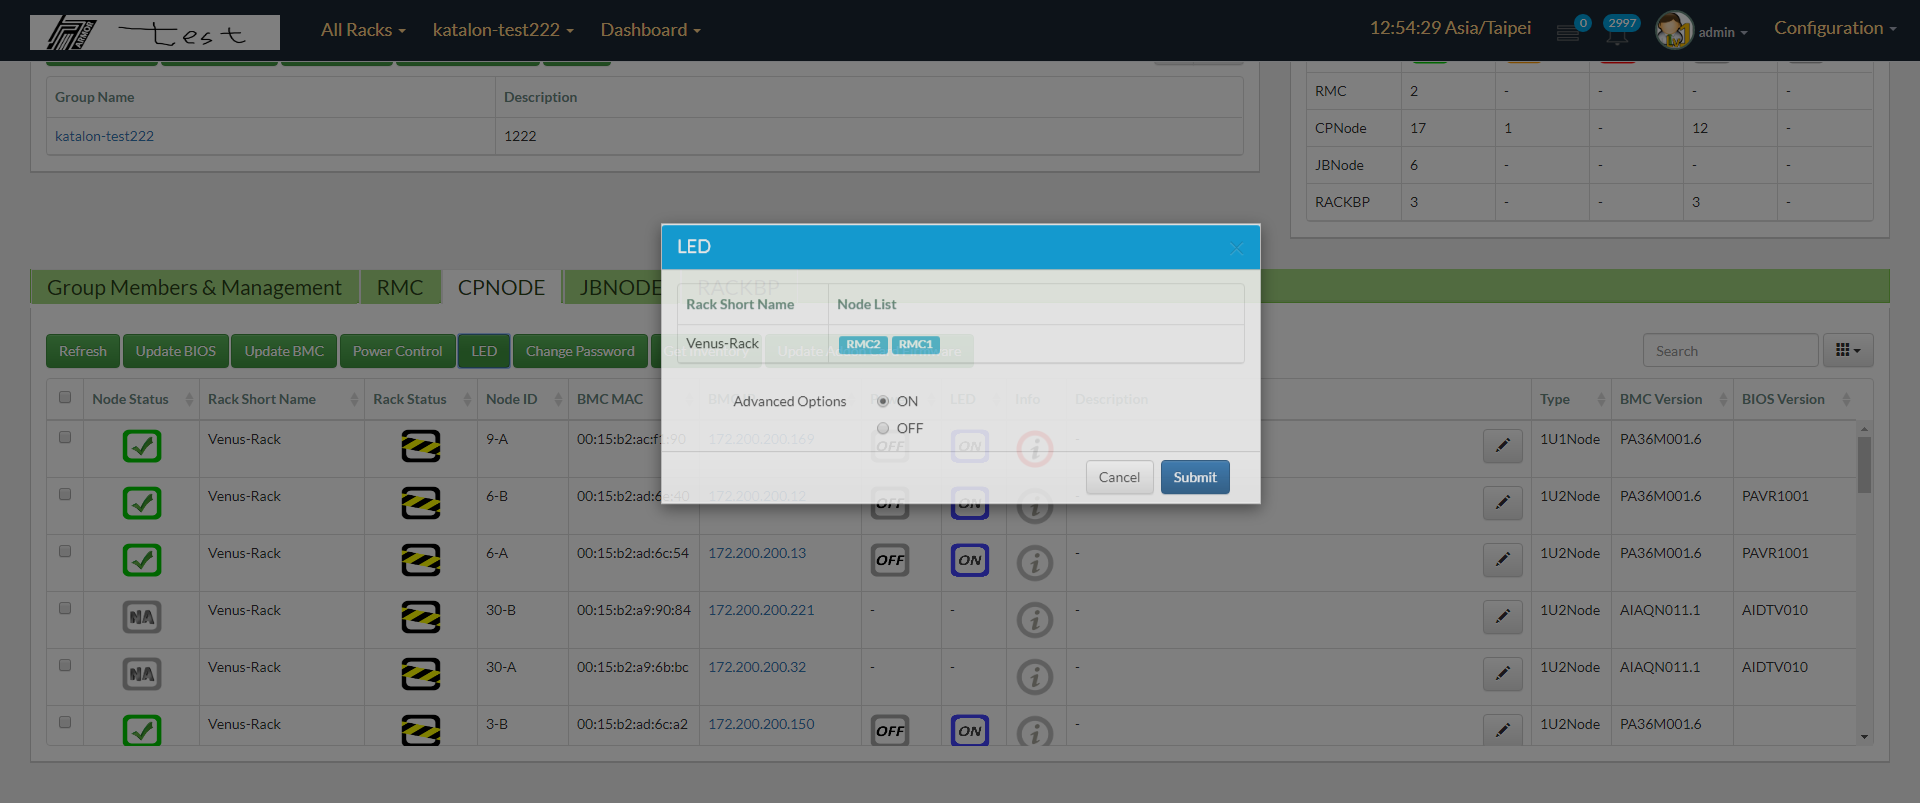 ARMOR test All Racks katalon-test222 Dashboard 12:54:29 Asia/Taipei 0 2997 admin Configuration
Group Name Description
katalon-test222 1222
RMC 2 - - - -
CPNode 17 1 - 12 -
JBNode 6 - - - -
RACKBP 3 - - 3 -
LED ×
Rack Short Name Node List
Venus-Rack RMC2 RMC1
Advanced Options ON
OFF
Cancel Submit
Group Members & Management RMC CPNODE JBNODE RACKBP
Refresh Update BIOS Update BMC Power Control LED Change Password Get Inventory Search
Node Status Rack Short Name Rack Status Node ID BMC MAC LED Info Description Type BMC Version BIOS Version
Venus-Rack 9-A 00:15:b2:ac:f1:90 172.200.200.169 OFF ON i - 1U1Node PA36M001.6
Venus-Rack 6-B 00:15:b2:ad:6e:40 172.200.200.12 OFF ON i - 1U2Node PA36M001.6 PAVR1001
Venus-Rack 6-A 00:15:b2:ad:6c:54 172.200.200.13 OFF ON i - 1U2Node PA36M001.6 PAVR1001
NA Venus-Rack 30-B 00:15:b2:a9:90:84 172.200.200.221 - - i - 1U2Node AIAQN011.1 AIDTV010
NA Venus-Rack 30-A 00:15:b2:a9:6b:bc 172.200.200.32 - - i - 1U2Node AIAQN011.1 AIDTV010
Venus-Rack 3-B 00:15:b2:ad:6c:a2 172.200.200.150 OFF ON i - 1U2Node PA36M001.6